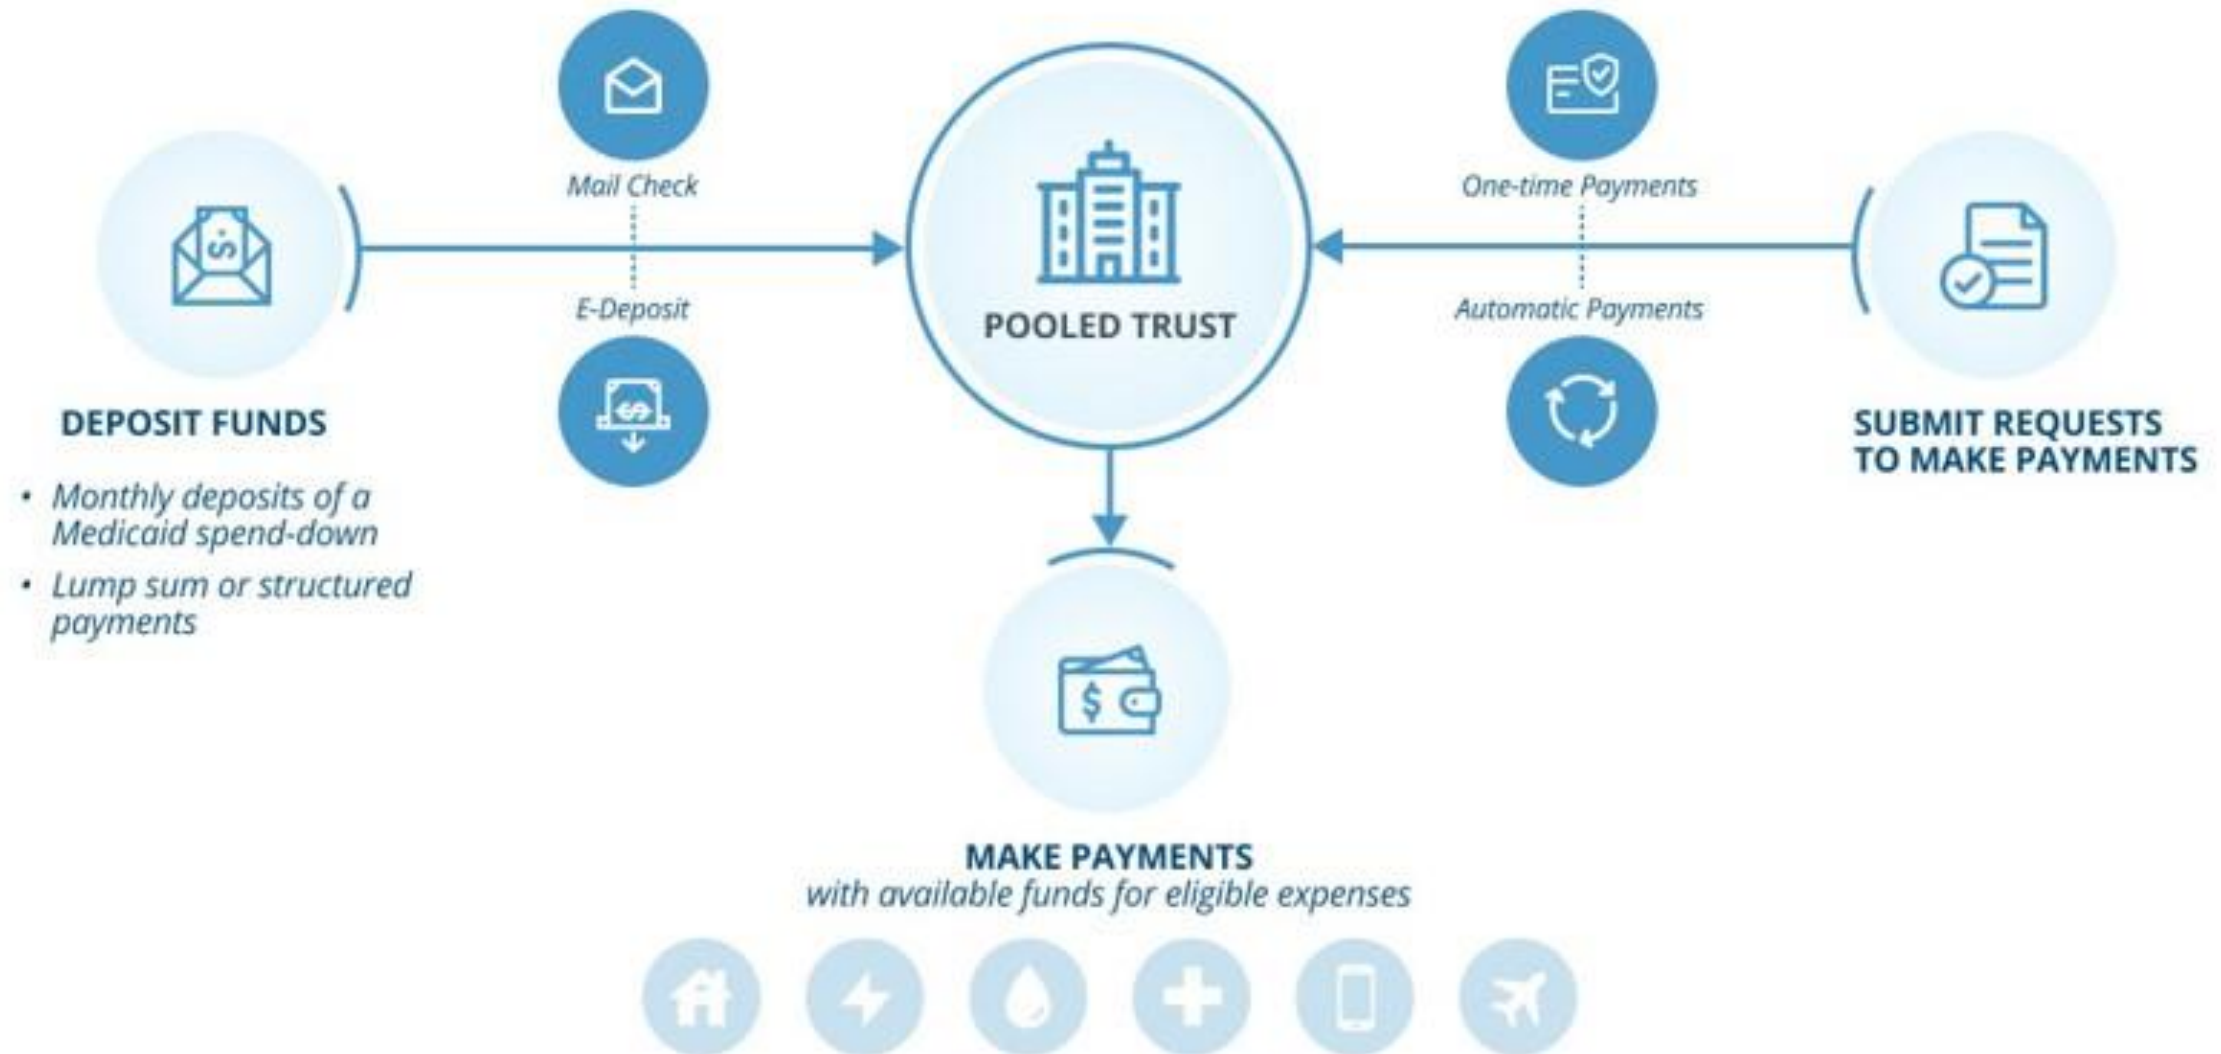 Mail Check
E-Deposit
DEPOSIT FUNDS
• Monthly deposits of a
Medicaid spend-down
• Lump sum or structured
payments
POOLED TRUST
One-time Payments
Automatic Payments
SUBMIT REQUESTS
TO MAKE PAYMENTS
MAKE PAYMENTS
with available funds for eligible expenses